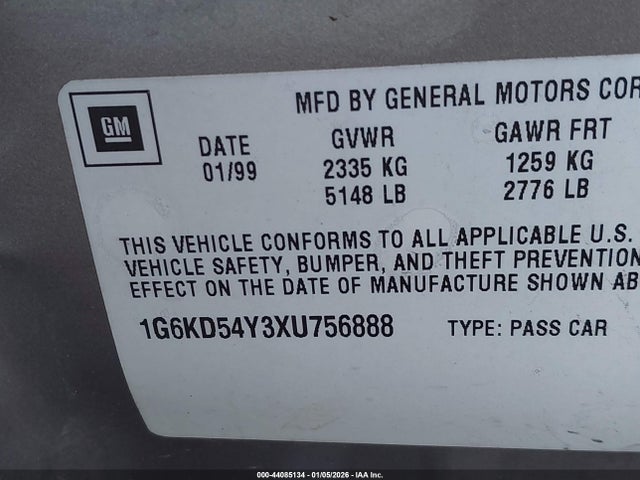 GM
MFD BY GENERAL MOTORS COR
DATE GVWR GAWR FRT
01/99 2335 KG 1259 KG
5148 LB 2776 LB
THIS VEHICLE CONFORMS TO ALL APPLICABLE U.S.
VEHICLE SAFETY, BUMPER, AND THEFT PREVENTION
EFFECT ON THE DATE OF MANUFACTURE SHOWN AB
1G6KD54Y3XU756888 TYPE: PASS CAR
000-44085134 - 01/05/2026 - IAA Inc.